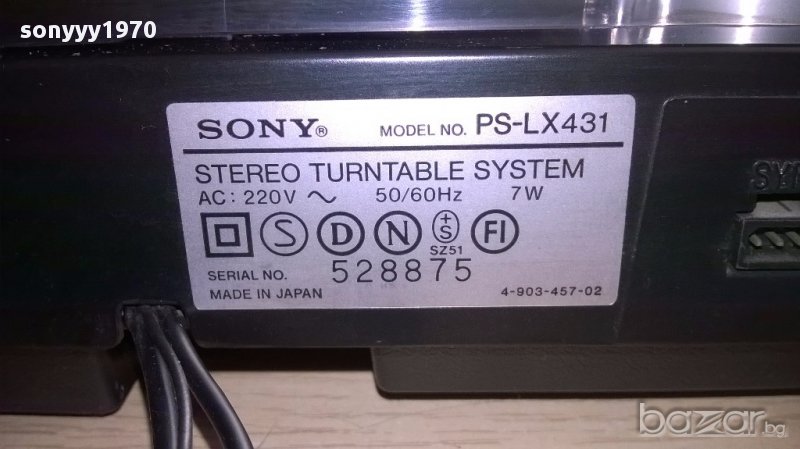 sonyyy1970
SONY® MODEL NO. PS-LX431
STEREO TURNTABLE SYSTEM
AC: 220V ~ 50/60Hz 7W
S D N +S FI
SZ51
SERIAL NO. 528875
MADE IN JAPAN 4-903-457-02
bazar.bg